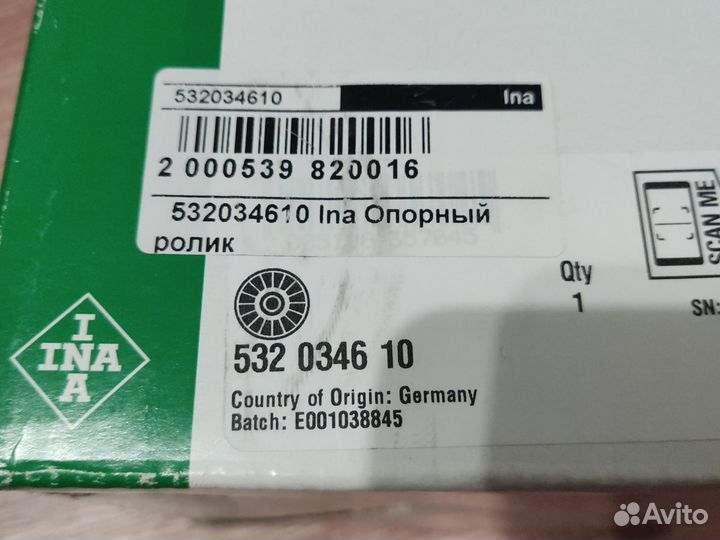 532034610 Ina
2 000539 820016
532034610 Ina Опорный
ролик
SCAN ME
Qty
1
SN:
I
INA
A
532 0346 10
Country of Origin: Germany
Batch: E001038845
Avito